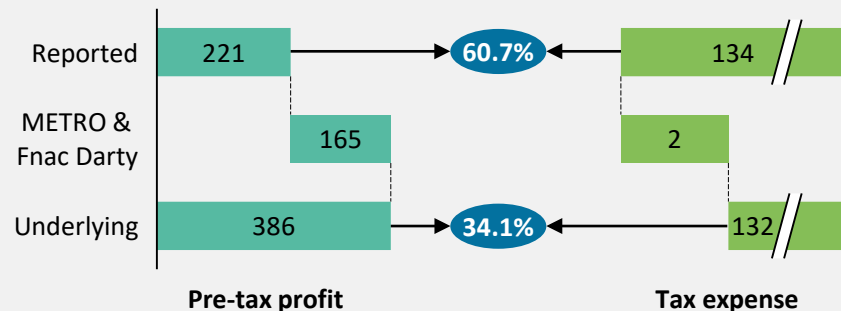 Reported 221 60.7% 134
METRO &
Fnac Darty 165 2
Underlying 386 34.1% 132
Pre-tax profit Tax expense